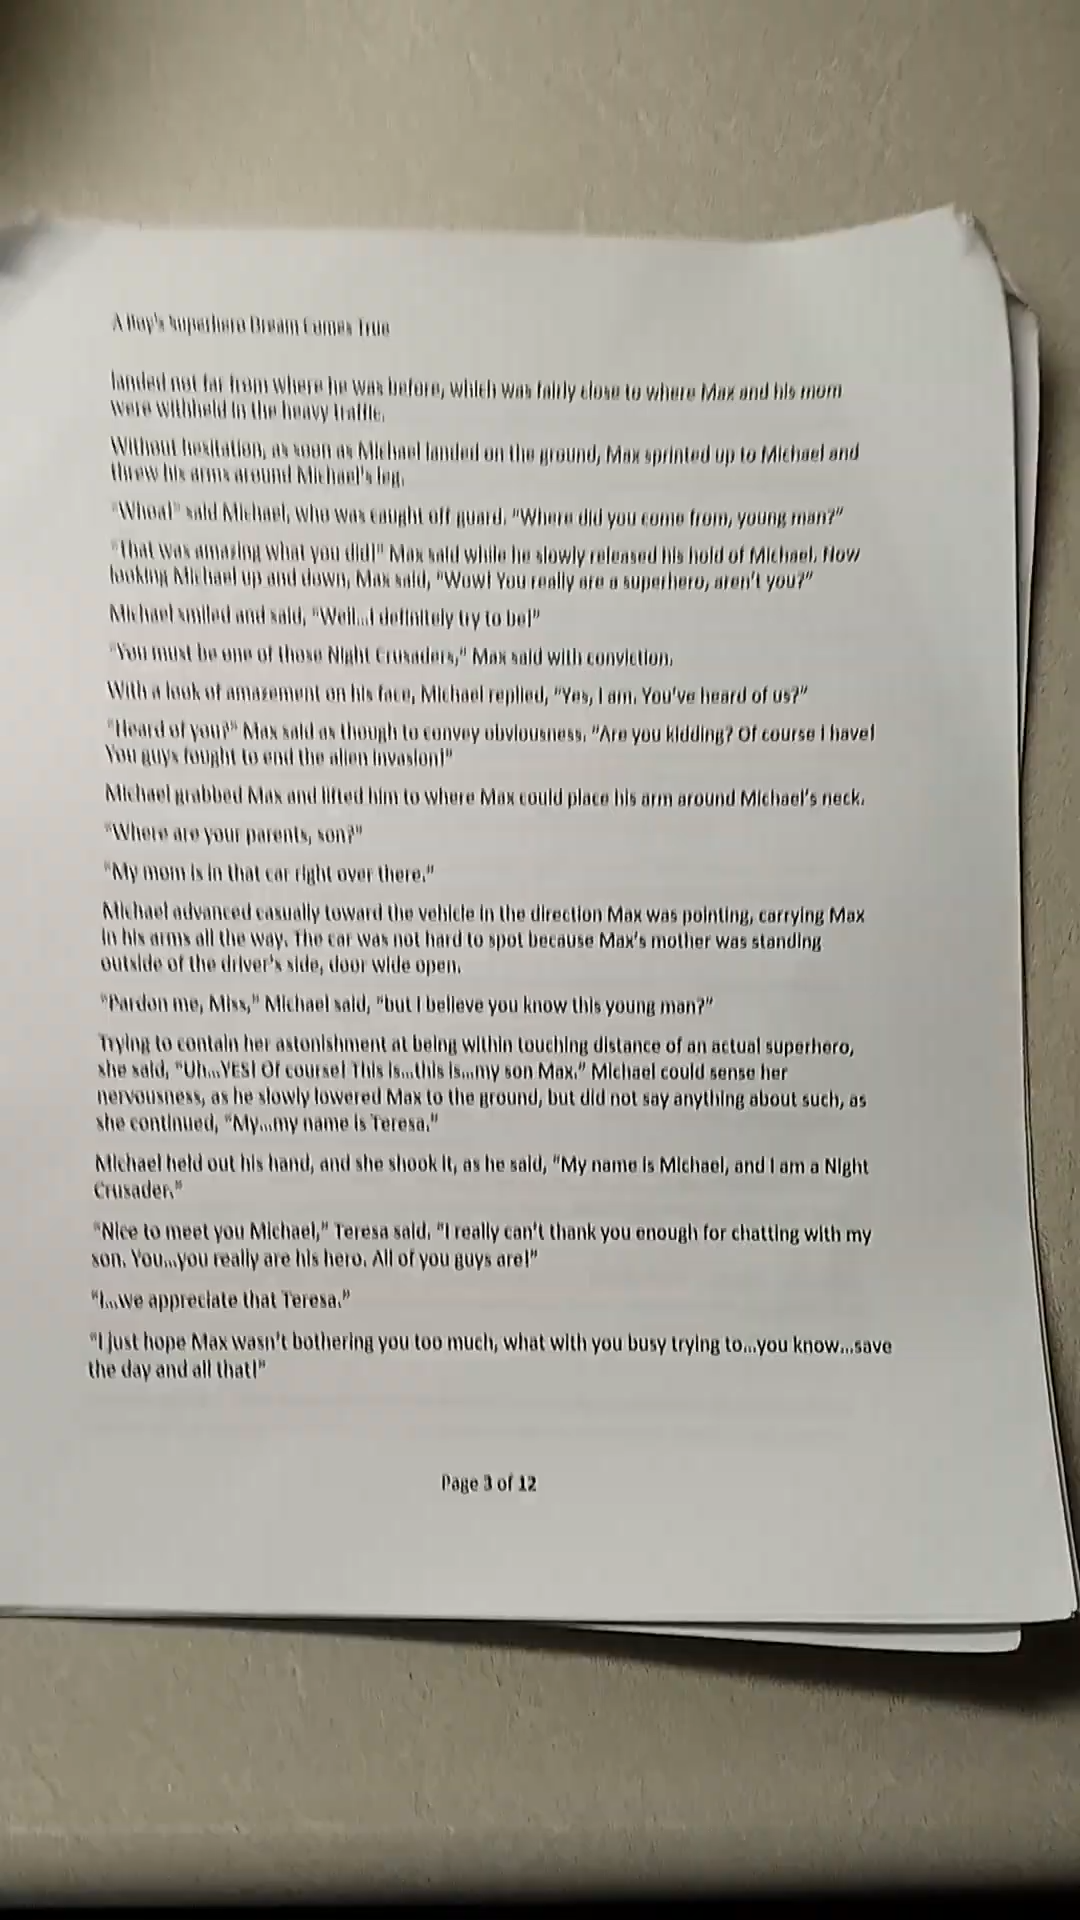 A Boy's Superhero Dream Comes True
landed not far from where he was before, which was fairly close to where Max and his mom
were withheld in the heavy traffic.
Without hesitation, as soon as Michael landed on the ground, Max sprinted up to Michael and
threw his arms around Michael's leg.
"Whoa!" said Michael, who was caught off guard. "Where did you come from, young man?"
"That was amazing what you did!" Max said while he slowly released his hold of Michael. Now
looking Michael up and down, Max said, "Wow! You really are a superhero, aren't you?"
Michael smiled and said, "Well...I definitely try to be!"
"You must be one of those Night Crusaders," Max said with conviction.
With a look of amazement on his face, Michael replied, "Yes, I am. You've heard of us?"
"Heard of you?" Max said as though to convey obviousness. "Are you kidding? Of course I have!
You guys fought to end the alien invasion!"
Michael grabbed Max and lifted him to where Max could place his arm around Michael's neck.
"Where are your parents, son?"
"My mom is in that car right over there."
Michael advanced casually toward the vehicle in the direction Max was pointing, carrying Max
in his arms all the way. The car was not hard to spot because Max's mother was standing
outside of the driver's side, door wide open.
"Pardon me, Miss," Michael said, "but I believe you know this young man?"
Trying to contain her astonishment at being within touching distance of an actual superhero,
she said, "Uh...YES! Of course! This is...this is...my son Max." Michael could sense her
nervousness, as he slowly lowered Max to the ground, but did not say anything about such, as
she continued, "My...my name is Teresa."
Michael held out his hand, and she shook it, as he said, "My name is Michael, and I am a Night
Crusader."
"Nice to meet you Michael," Teresa said. "I really can't thank you enough for chatting with my
son. You...you really are his hero. All of you guys are!"
"I...we appreciate that Teresa."
"I just hope Max wasn't bothering you too much, what with you busy trying to...you know...save
the day and all that!"
Page 3 of 12